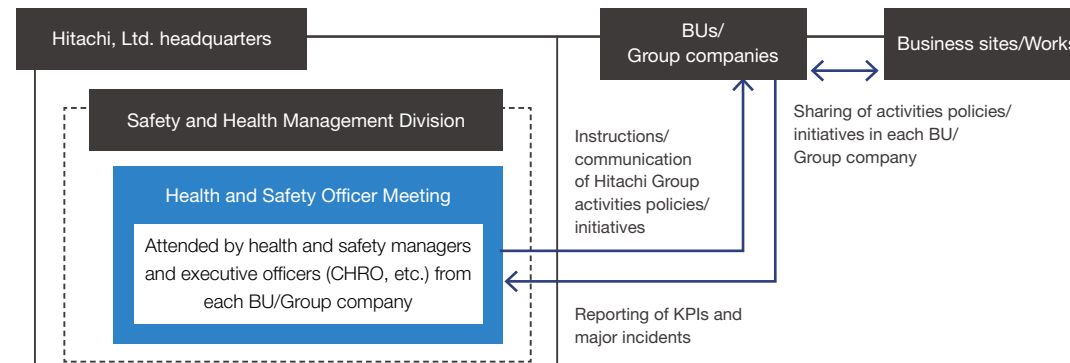 Hitachi, Ltd. headquarters
BUs/
Group companies
Business sites/Works
Safety and Health Management Division
Health and Safety Officer Meeting
Attended by health and safety managers
and executive officers (CHRO, etc.) from
each BU/Group company
Instructions/
communication
of Hitachi Group
activities policies/
initiatives
Sharing of activities policies/
initiatives in each BU/
Group company
Reporting of KPIs and
major incidents